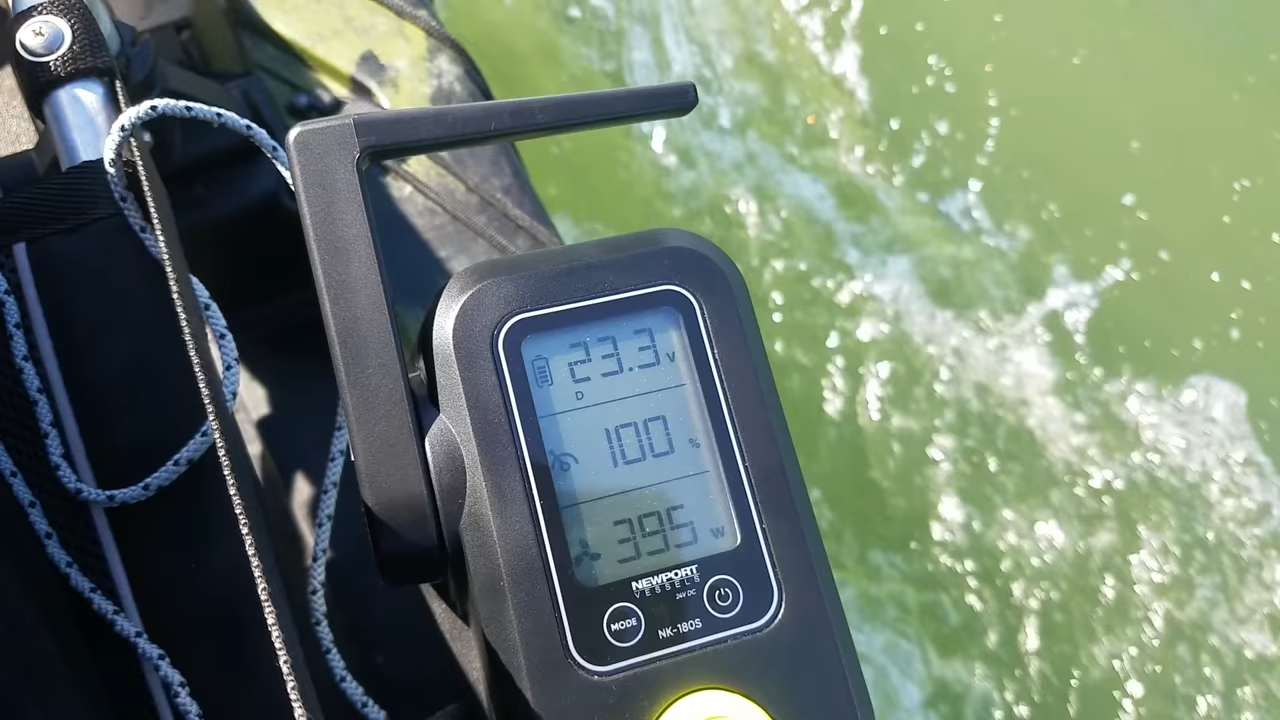 23.3 V
D
100 %
395 W
NEWPORT
VESSELS
24V DC
MODE
NK-180S